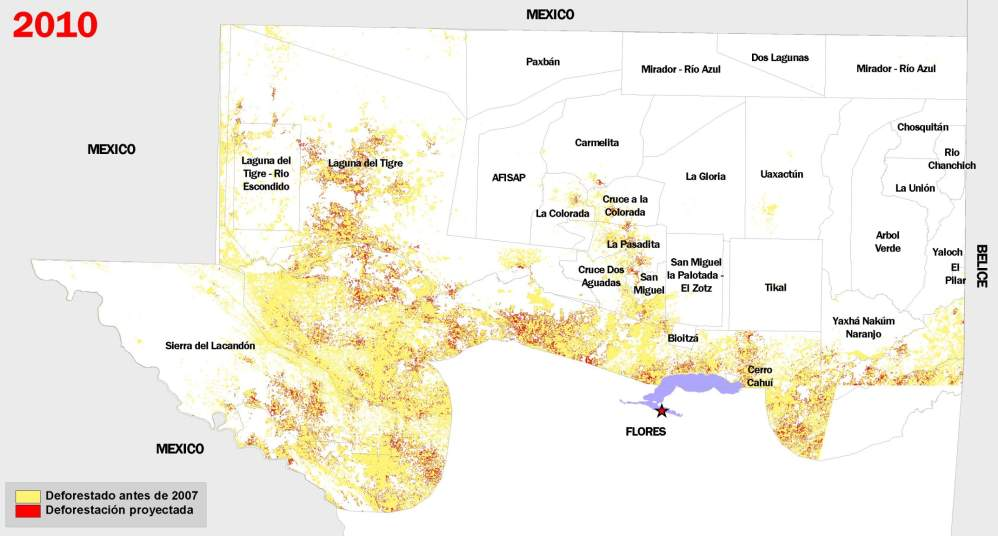 2010
MEXICO
Paxbán
Mirador - Río Azul
Dos Lagunas
Mirador - Río Azul
MEXICO
Laguna del
Tigre - Rio
Escondido
Laguna del Tigre
AFISAP
Carmelita
La Gloria
Uaxactún
Chosquitán
Rio
Chanchich
La Unión
La Colorada
Cruce a la
Colorada
La Pasadita
Arbol
Verde
Yaloch
El
Pilar
BELICE
Cruce Dos
Aguadas
San
Miguel
San Miguel
la Palotada -
El Zotz
Tikal
Yaxhá Nakúm
Naranjo
Sierra del Lacandón
Bioitzá
Cerro
Cahuí
FLORES
MEXICO
Deforestado antes de 2007
Deforestación proyectada